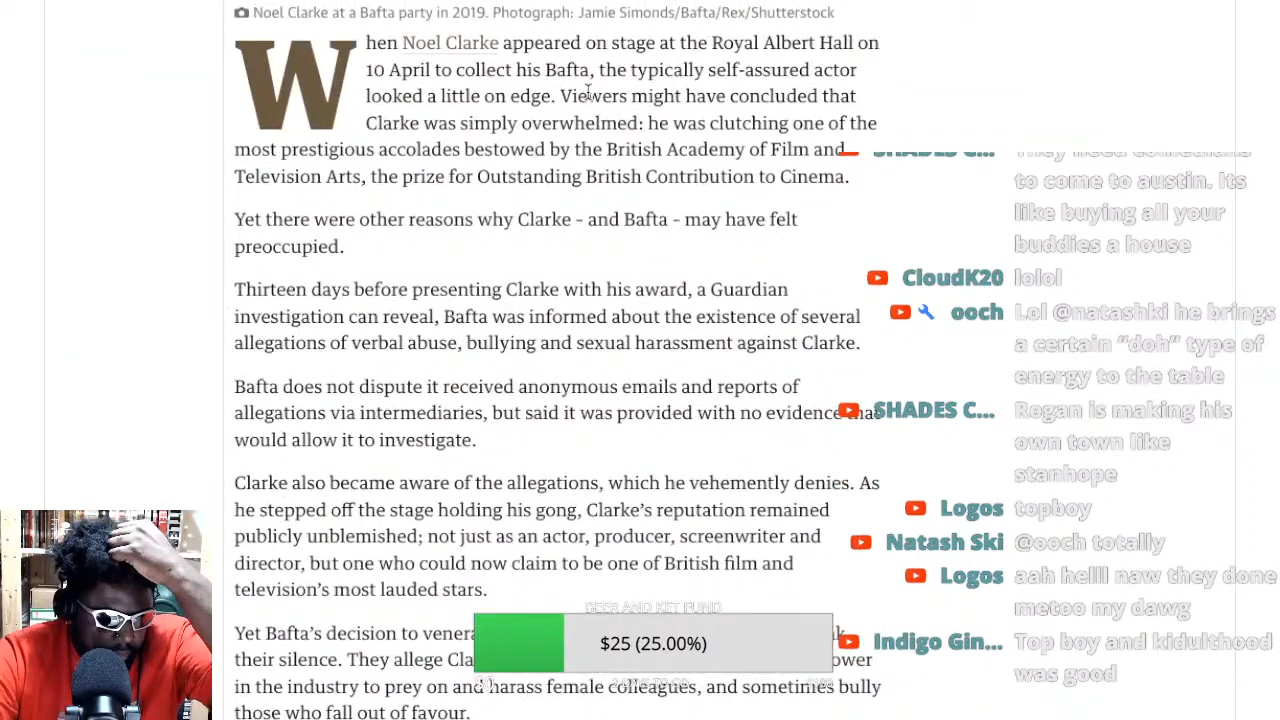 Noel Clarke at a Bafta party in 2019. Photograph: Jamie Simonds/Bafta/Rex/Shutterstock
When Noel Clarke appeared on stage at the Royal Albert Hall on
10 April to collect his Bafta, the typically self-assured actor
looked a little on edge. Viewers might have concluded that
Clarke was simply overwhelmed: he was clutching one of the
most prestigious accolades bestowed by the British Academy of Film and
Television Arts, the prize for Outstanding British Contribution to Cinema.
Yet there were other reasons why Clarke – and Bafta – may have felt
preoccupied.
Thirteen days before presenting Clarke with his award, a Guardian
investigation can reveal, Bafta was informed about the existence of several
allegations of verbal abuse, bullying and sexual harassment against Clarke.
Bafta does not dispute it received anonymous emails and reports of
allegations via intermediaries, but said it was provided with no evidence that
would allow it to investigate.
Clarke also became aware of the allegations, which he vehemently denies. As
he stepped off the stage holding his gong, Clarke's reputation remained
publicly unblemished; not just as an actor, producer, screenwriter and
director, but one who could now claim to be one of British film and
television's most lauded stars.
Yet Bafta's decision to
their silence. They allege
in the industry to prey on and harass female colleagues, and sometimes bully
those who fall out of favour.
SHADES C... They need comedians
to come to austin. Its
like buying all your
buddies a house
CloudK20 lolol
ooch Lol @natashki he brings
a certain “doh” type of
energy to the table
SHADES C... Rogan is making his
own town like
stanhope
Logos topboy
Natash Ski @ooch totally
Logos aah hellll naw they done
metoo my dawg
Indigo Gin... Top boy and kidulthood
was good
BEER AND KET FUND
$25 (25.00%)
$0